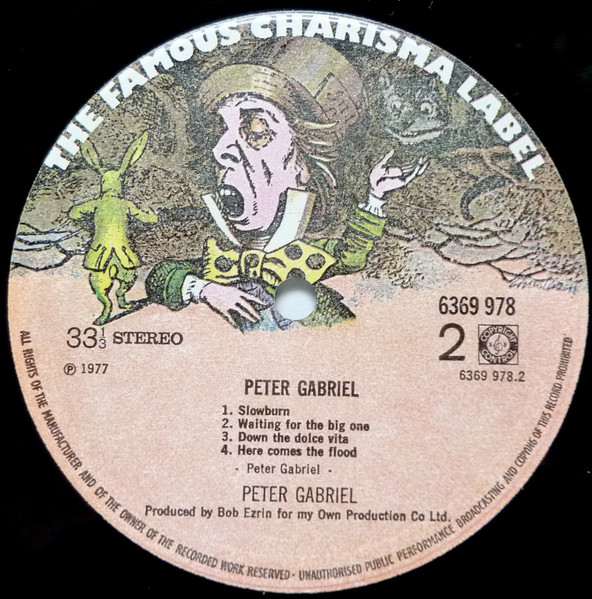 THE FAMOUS CHARISMA LABEL
6369 978
33⅓ STEREO
2
COPYRIGHT
CONTROL
6369 978.2
℗ 1977
PETER GABRIEL
1. Slowburn
2. Waiting for the big one
3. Down the dolce vita
4. Here comes the flood
- Peter Gabriel -
PETER GABRIEL
Produced by Bob Ezrin for my Own Production Co Ltd.
ALL RIGHTS OF THE MANUFACTURER AND OF THE OWNER OF THE RECORDED WORK RESERVED - UNAUTHORISED PUBLIC PERFORMANCE BROADCASTING AND COPYING OF THIS RECORD PROHIBITED